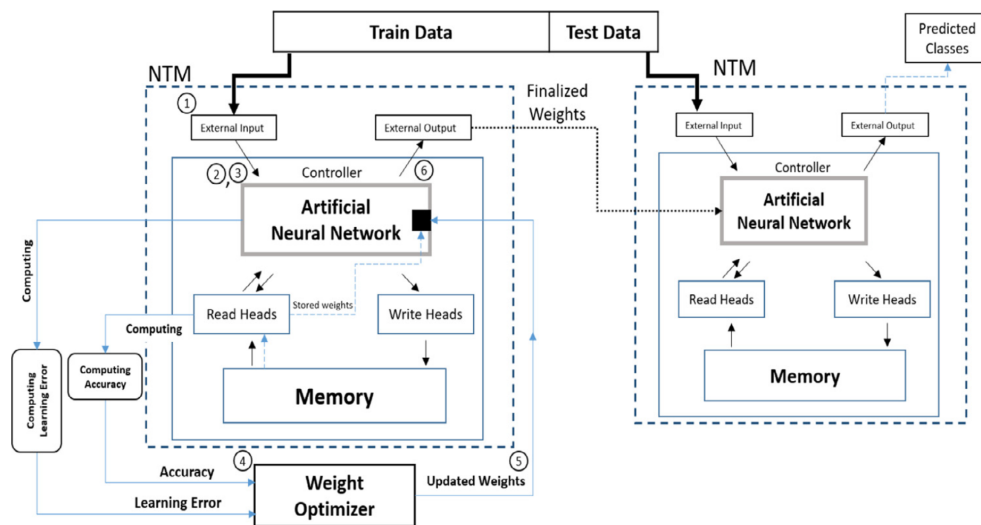 Train Data
Test Data
Predicted
Classes
NTM
①
External Input
External Output
Finalized
Weights
②,③
Controller
⑥
Artificial
Neural Network
Computing
Stored weights
Read Heads
Write Heads
Computing
Computing
Accuracy
Computing
Learning Error
Memory
④
Accuracy
Learning Error
Weight
Optimizer
⑤
Updated Weights
NTM
External Input
External Output
Controller
Artificial
Neural Network
Read Heads
Write Heads
Memory